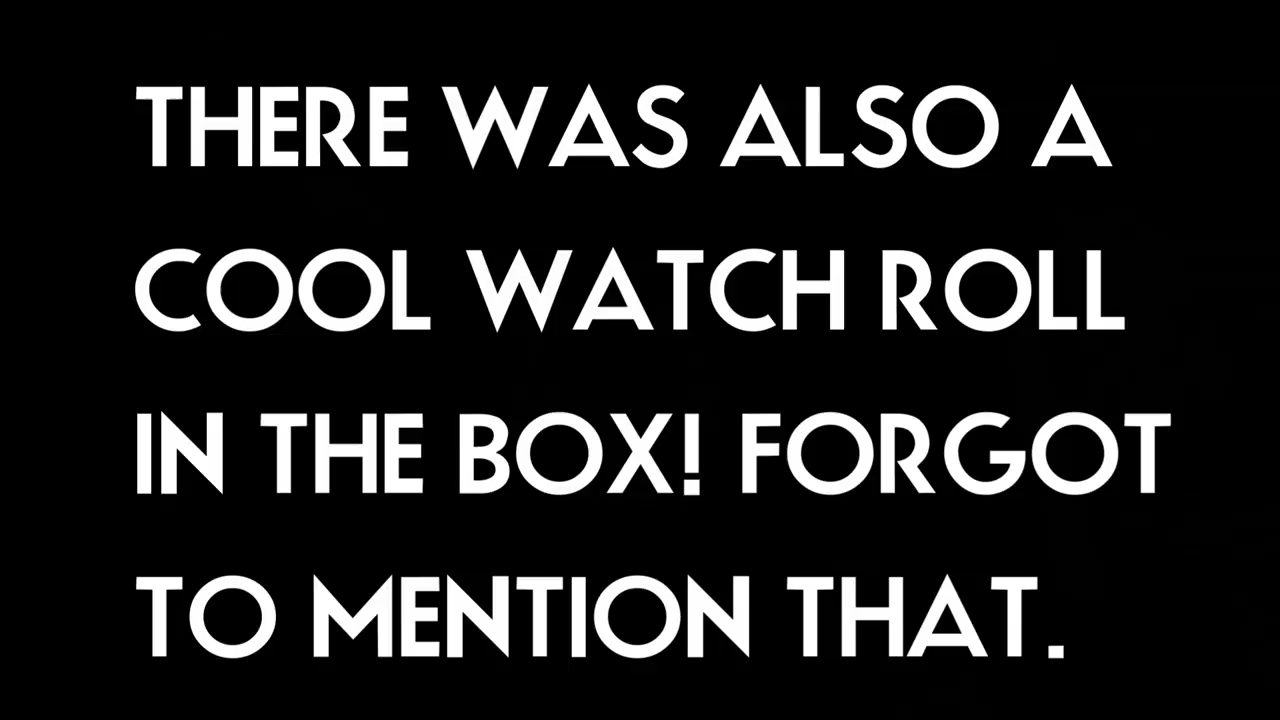 THERE WAS ALSO A
COOL WATCH ROLL
IN THE BOX! FORGOT
TO MENTION THAT.